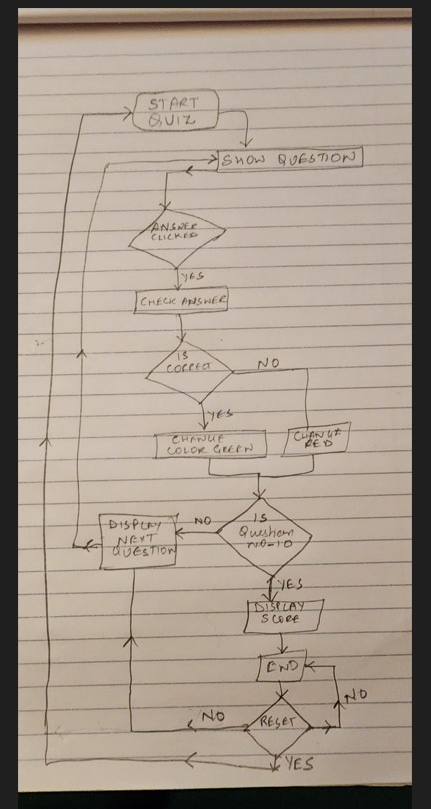 START
QUIZ
SHOW QUESTION
ANSWER
CLICKED
YES
CHECK ANSWER
IS
CORRECT
NO
YES
CHANGE
COLOR GREEN
CHANGE
RED
IS
Question
NO=10
NO
DISPLAY
NEXT
QUESTION
YES
DISPLAY
SCORE
END
NO
RESET
NO
YES